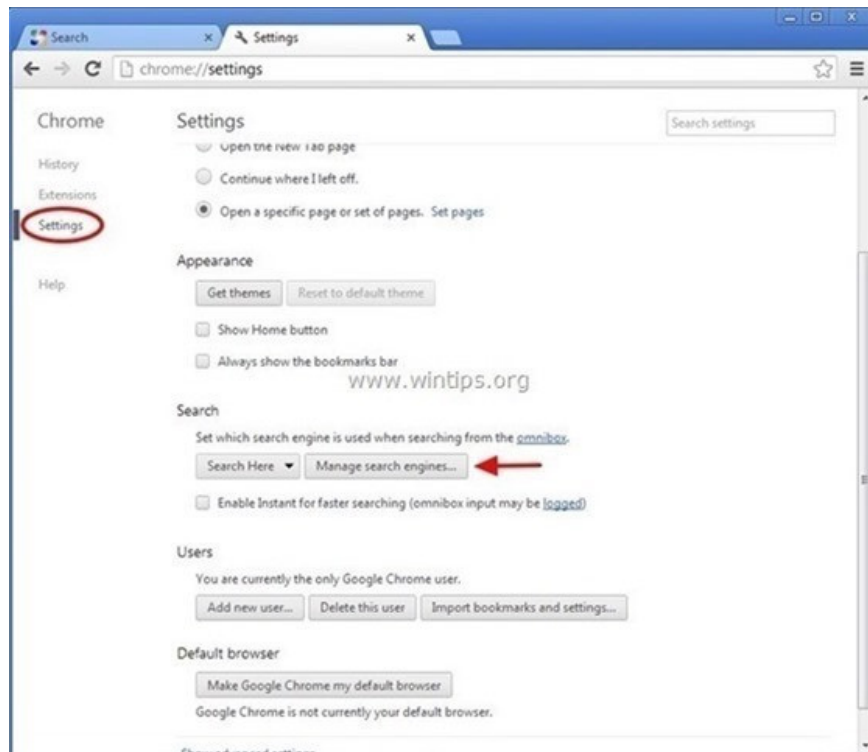 Search
Settings
chrome://settings
Chrome
Settings
Search settings
History
Extensions
Settings
Help
Open the New Tab page
Continue where I left off.
Open a specific page or set of pages. Set pages
Appearance
Get themes Reset to default theme
Show Home button
Always show the bookmarks bar
www.wintips.org
Search
Set which search engine is used when searching from the omnibox.
Search Here Manage search engines...
Enable Instant for faster searching (omnibox input may be logged)
Users
You are currently the only Google Chrome user.
Add new user... Delete this user Import bookmarks and settings...
Default browser
Make Google Chrome my default browser
Google Chrome is not currently your default browser.
Show advanced settings...